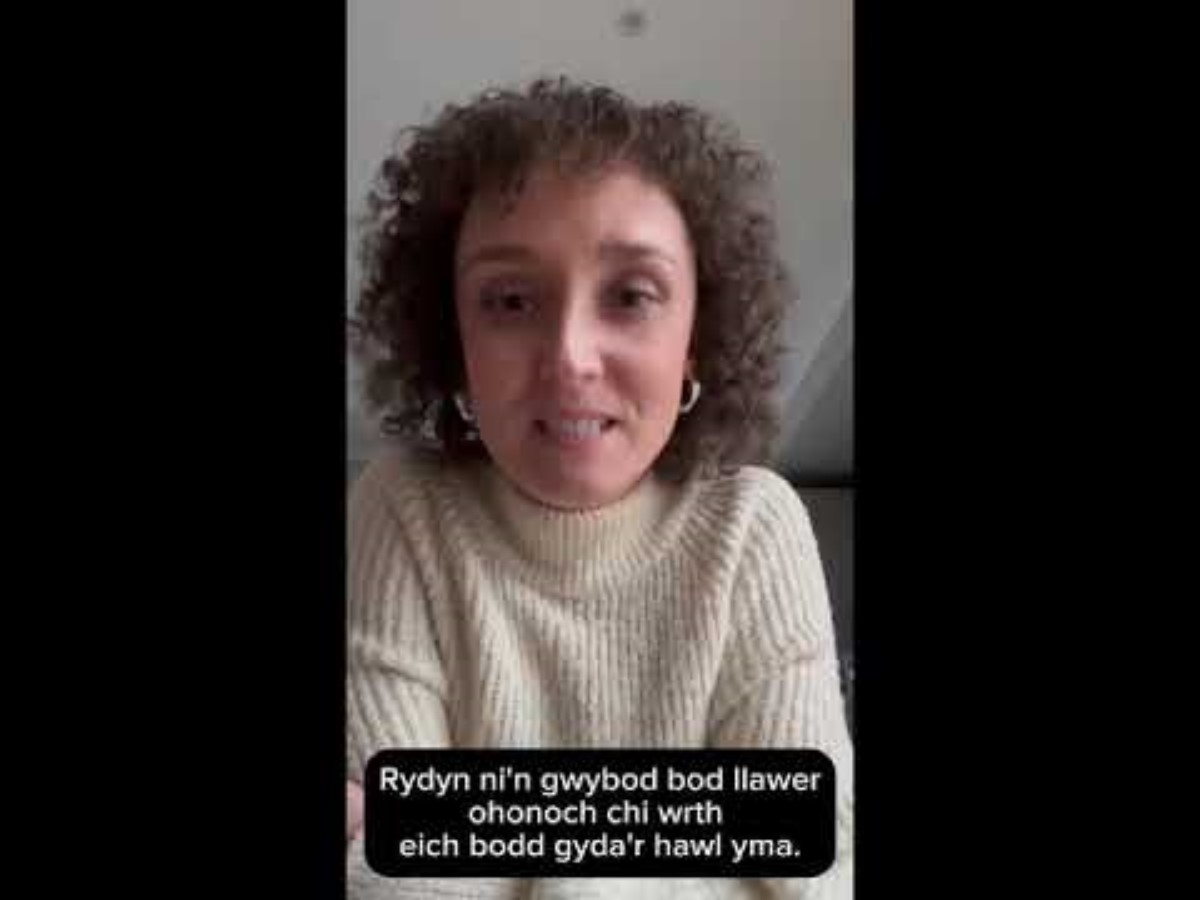 Rydyn ni'n gwybod bod llawer
ohonoch chi wrth
eich bodd gyda'r hawl yma.